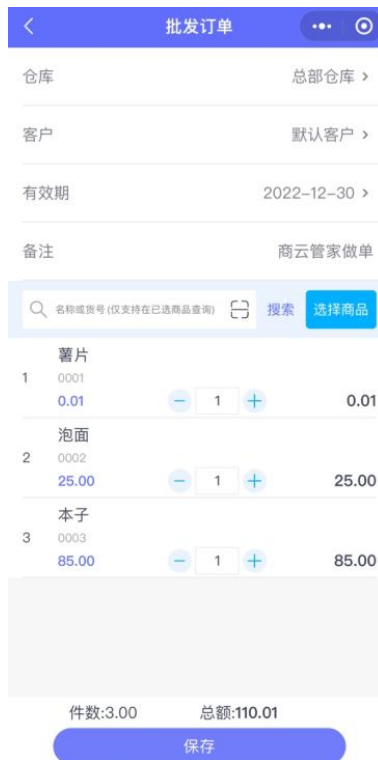 批发订单
仓库 总部仓库 >
客户 默认客户 >
有效期 2022-12-30 >
备注 商云管家做单
名称或货号(仅支持在已选商品查询) 搜索 选择商品
薯片
1 0001
0.01 − 1 + 0.01
泡面
2 0002
25.00 − 1 + 25.00
本子
3 0003
85.00 − 1 + 85.00
件数:3.00 总额:110.01
保存